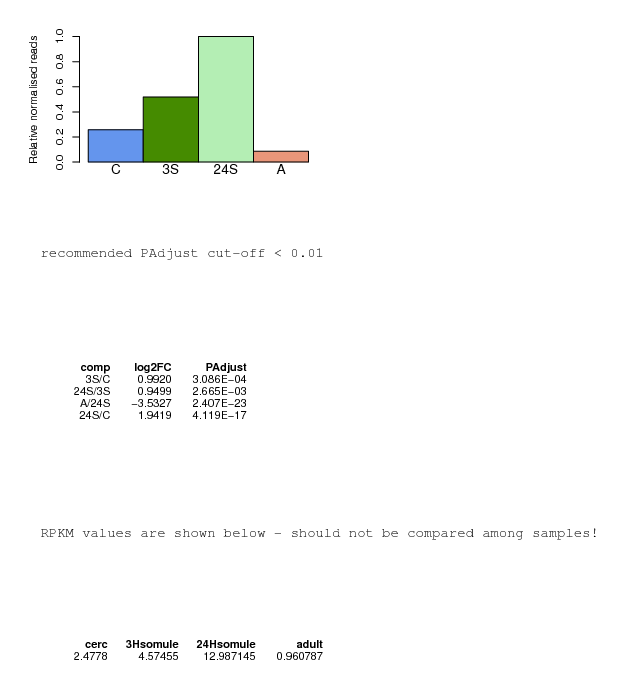 Relative normalised reads
1.0
0.8
0.6
0.4
0.2
0.0
C 3S 24S A
recommended PAdjust cut-off < 0.01
comp log2FC PAdjust
3S/C 0.9920 3.086E−04
24S/3S 0.9499 2.665E−03
A/24S −3.5327 2.407E−23
24S/C 1.9419 4.119E−17
RPKM values are shown below - should not be compared among samples!
cerc 3Hsomule 24Hsomule adult
2.4778 4.57455 12.987145 0.960787